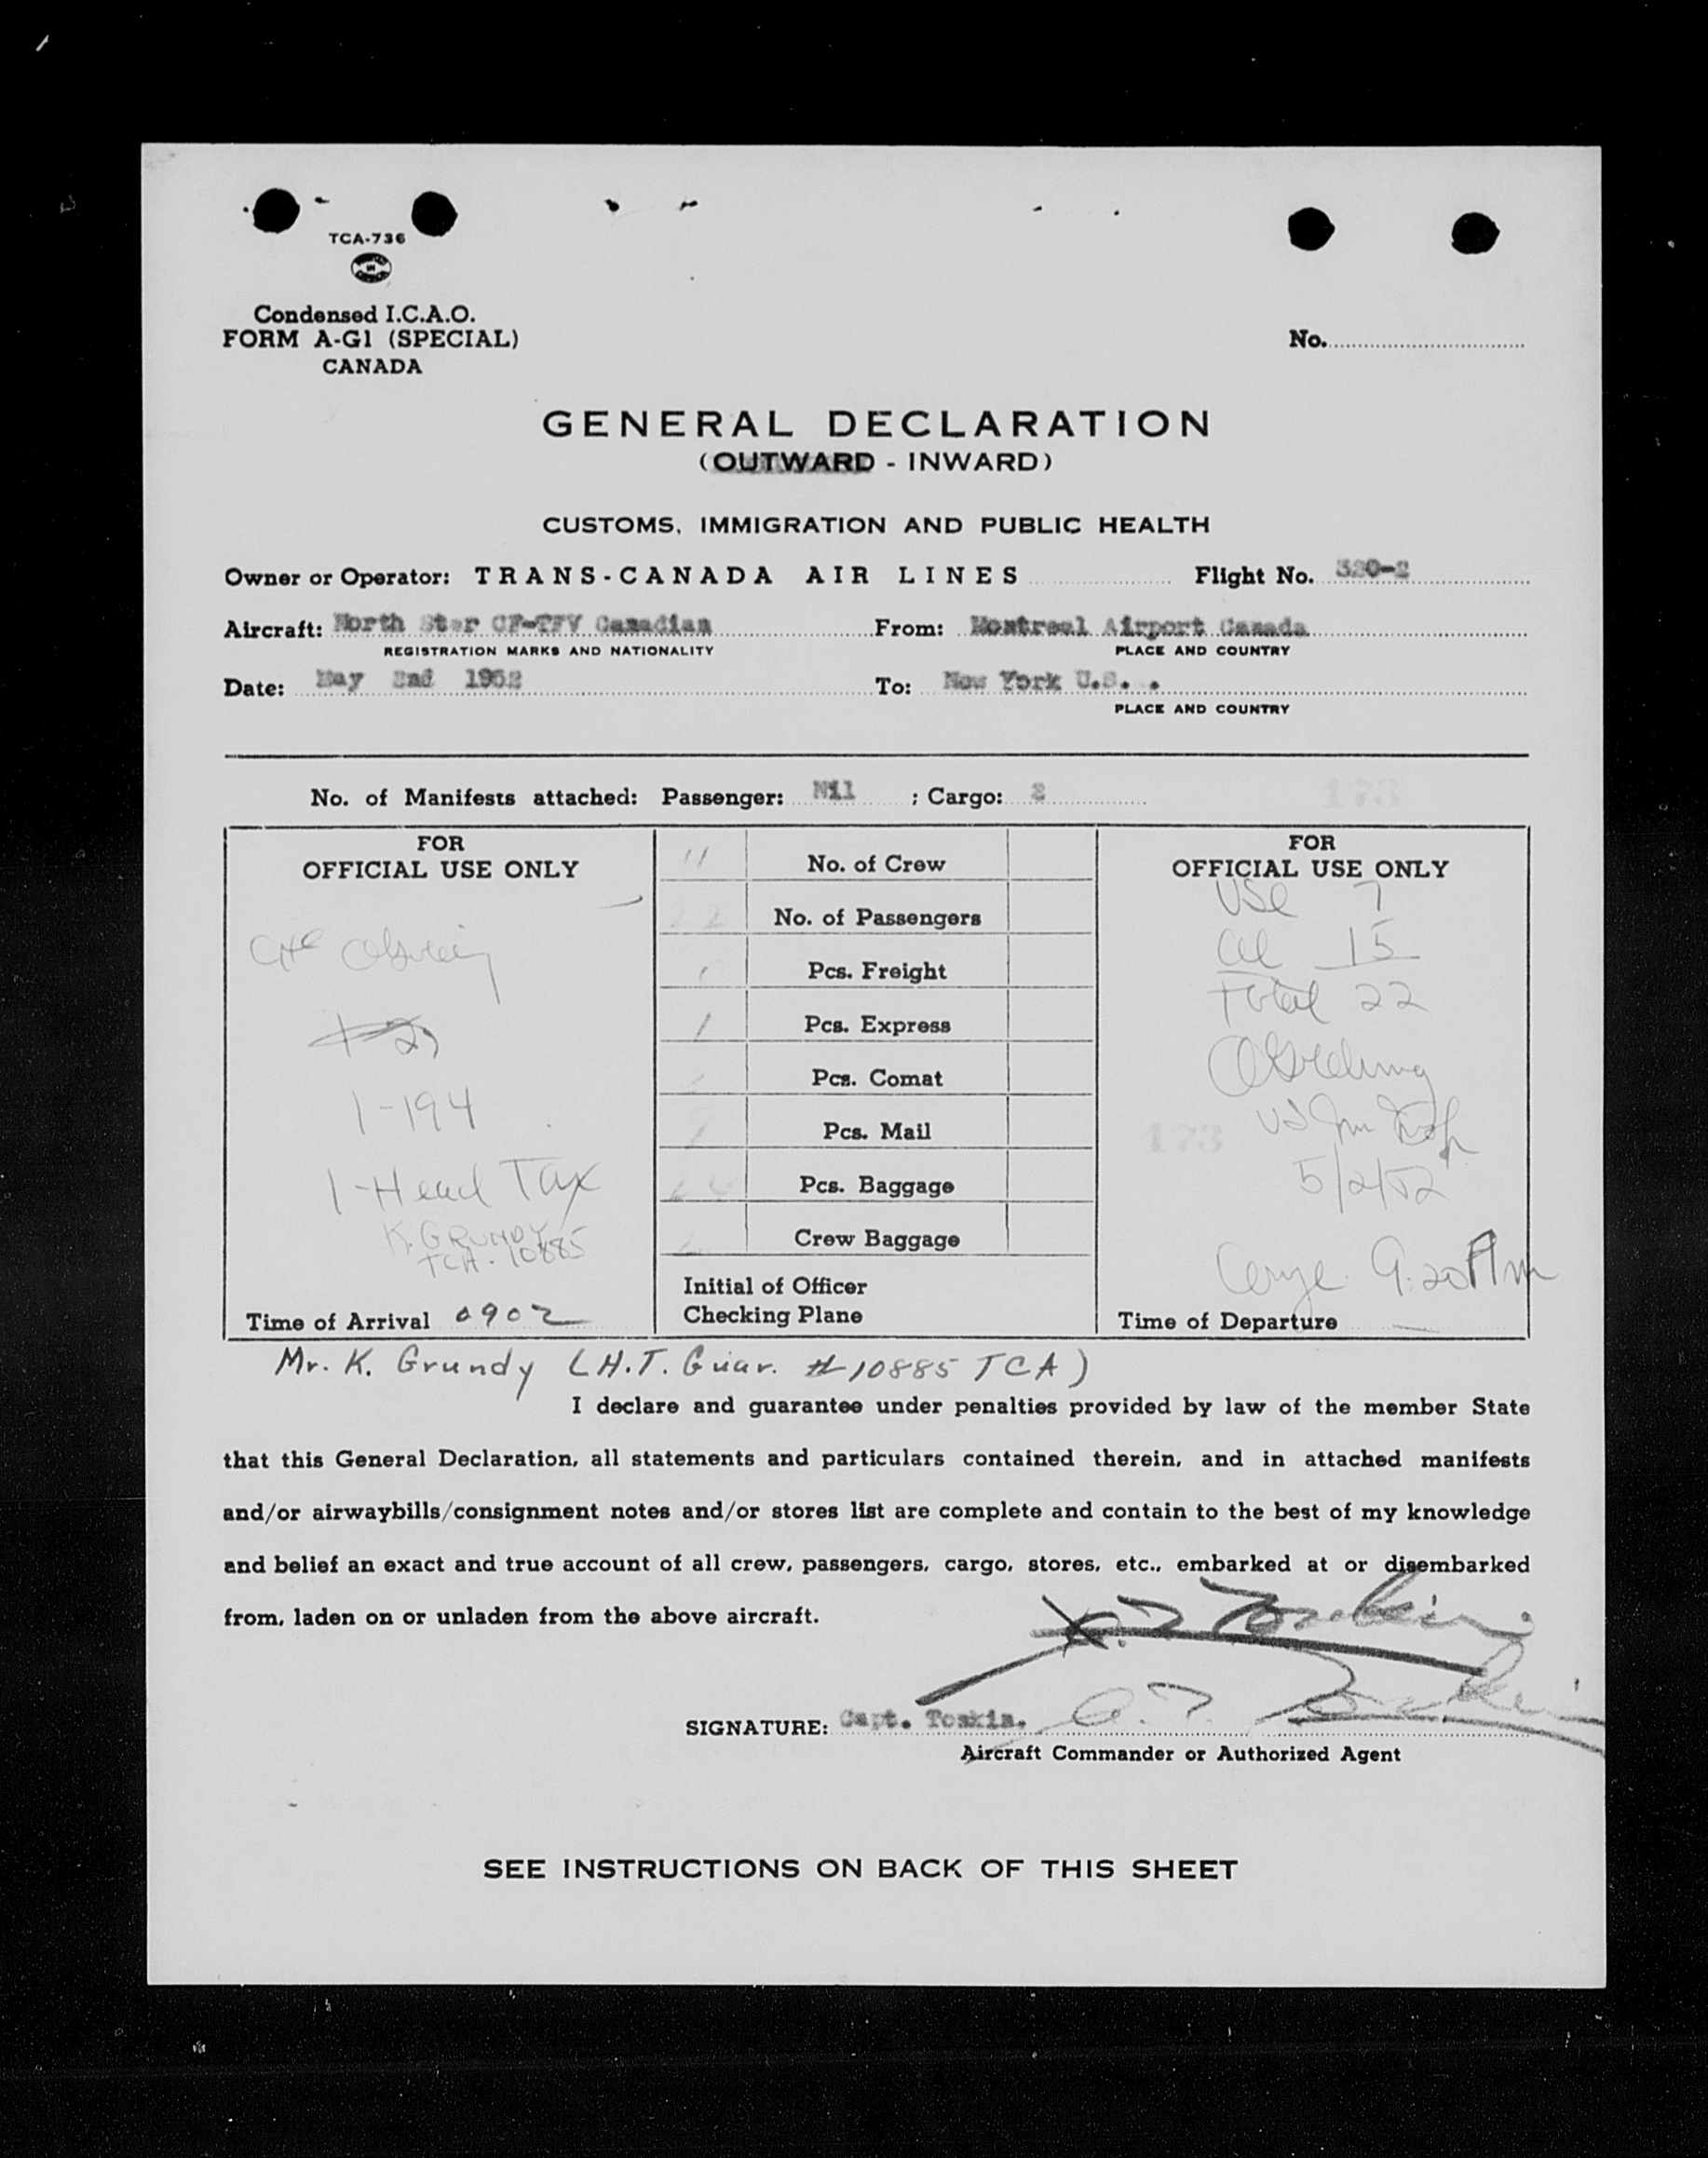 TCA-736
Condensed I.C.A.O.
FORM A-G1 (SPECIAL)
CANADA
No.
GENERAL DECLARATION
(OUTWARD - INWARD)
CUSTOMS, IMMIGRATION AND PUBLIC HEALTH
Owner or Operator: TRANS-CANADA AIR LINES Flight No. 320-2
Aircraft: North Star CF-TFV Canadian From: Montreal Airport Canada
REGISTRATION MARKS AND NATIONALITY PLACE AND COUNTRY
Date: May 2nd 1952 To: New York U.S. .
PLACE AND COUNTRY
No. of Manifests attached: Passenger: Nil ; Cargo: 2
173
FOR
OFFICIAL USE ONLY
1-194
1-Head Tax
K. GRUNDY
TCA. 10885
Time of Arrival 0902
11 No. of Crew
22 No. of Passengers
Pcs. Freight
1 Pcs. Express
Pcs. Comat
Pcs. Mail
Pcs. Baggage
Crew Baggage
Initial of Officer
Checking Plane
FOR
OFFICIAL USE ONLY
USC 7
15
Total 22
173
5/2/52
9.20 Am
Time of Departure
Mr. K. Grundy (H.T. Guar. # 10885 TCA)
I declare and guarantee under penalties provided by law of the member State
that this General Declaration, all statements and particulars contained therein, and in attached manifests
and/or airwaybills/consignment notes and/or stores list are complete and contain to the best of my knowledge
and belief an exact and true account of all crew, passengers, cargo, stores, etc., embarked at or disembarked
from, laden on or unladen from the above aircraft.
SIGNATURE: Capt.
Aircraft Commander or Authorized Agent
SEE INSTRUCTIONS ON BACK OF THIS SHEET